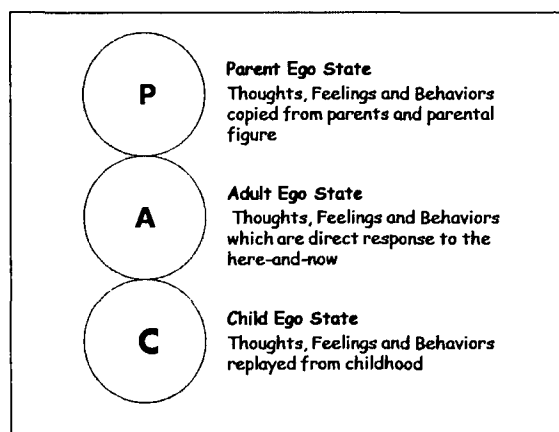 P
Parent Ego State
Thoughts, Feelings and Behaviors
copied from parents and parental
figure
A
Adult Ego State
Thoughts, Feelings and Behaviors
which are direct response to the
here-and-now
C
Child Ego State
Thoughts, Feelings and Behaviors
replayed from childhood